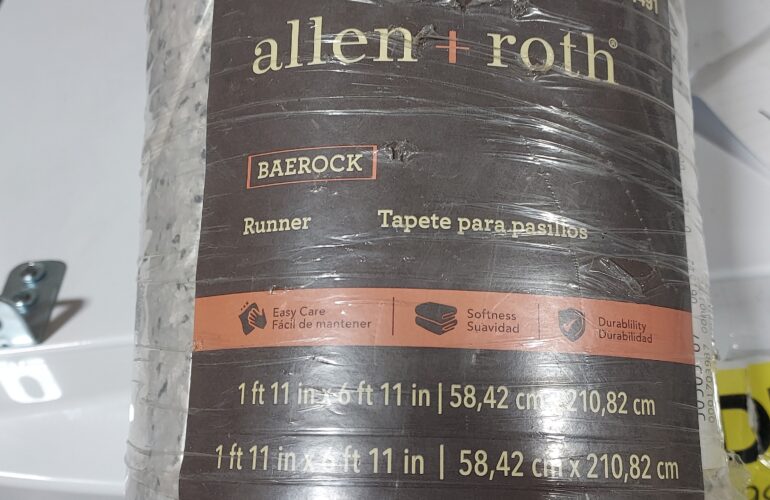 allen + roth®
BAEROCK
Runner Tapete para pasillos
Easy Care
Fácil de mantener
Softness
Suavidad
Durablility
Durabilidad
1 ft 11 in x 6 ft 11 in | 58,42 cm x 210,82 cm
1 ft 11 in x 6 ft 11 in | 58,42 cm x 210,82 cm